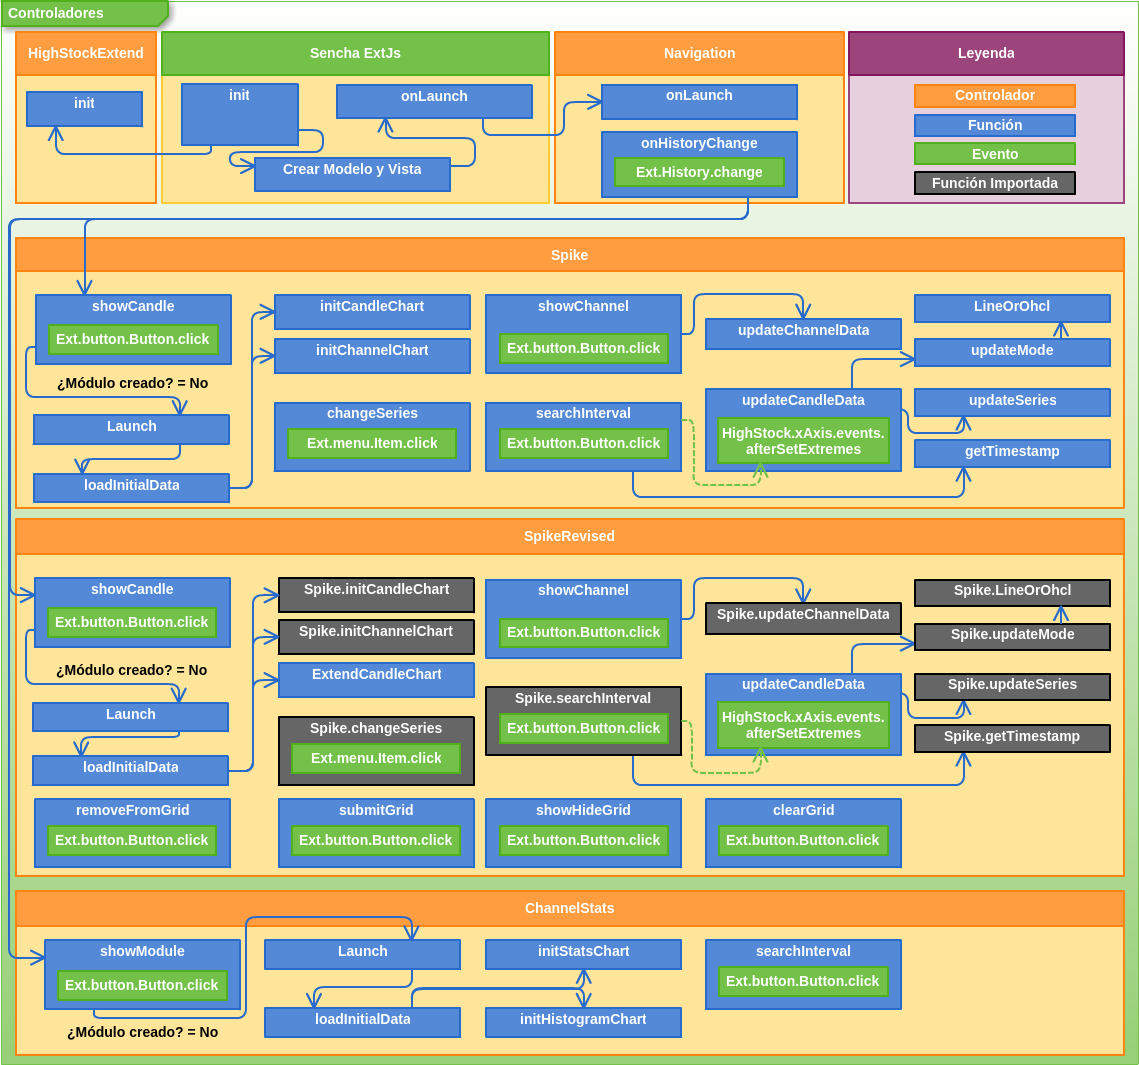 Controladores
HighStockExtend
init
Sencha ExtJs
init
onLaunch
Crear Modelo y Vista
Navigation
onLaunch
onHistoryChange
Ext.History.change
Leyenda
Controlador
Función
Evento
Función Importada
Spike
showCandle
Ext.button.Button.click
¿Módulo creado? = No
Launch
loadInitialData
initCandleChart
initChannelChart
changeSeries
Ext.menu.Item.click
showChannel
Ext.button.Button.click
searchInterval
Ext.button.Button.click
updateChannelData
updateCandleData
HighStock.xAxis.events.
afterSetExtremes
LineOrOhcl
updateMode
updateSeries
getTimestamp
SpikeRevised
showCandle
Ext.button.Button.click
¿Módulo creado? = No
Launch
loadInitialData
Spike.initCandleChart
Spike.initChannelChart
ExtendCandleChart
Spike.changeSeries
Ext.menu.Item.click
showChannel
Ext.button.Button.click
Spike.searchInterval
Ext.button.Button.click
Spike.updateChannelData
updateCandleData
HighStock.xAxis.events.
afterSetExtremes
Spike.LineOrOhcl
Spike.updateMode
Spike.updateSeries
Spike.getTimestamp
removeFromGrid
Ext.button.Button.click
submitGrid
Ext.button.Button.click
showHideGrid
Ext.button.Button.click
clearGrid
Ext.button.Button.click
ChannelStats
showModule
Ext.button.Button.click
¿Módulo creado? = No
Launch
loadInitialData
initStatsChart
initHistogramChart
searchInterval
Ext.button.Button.click